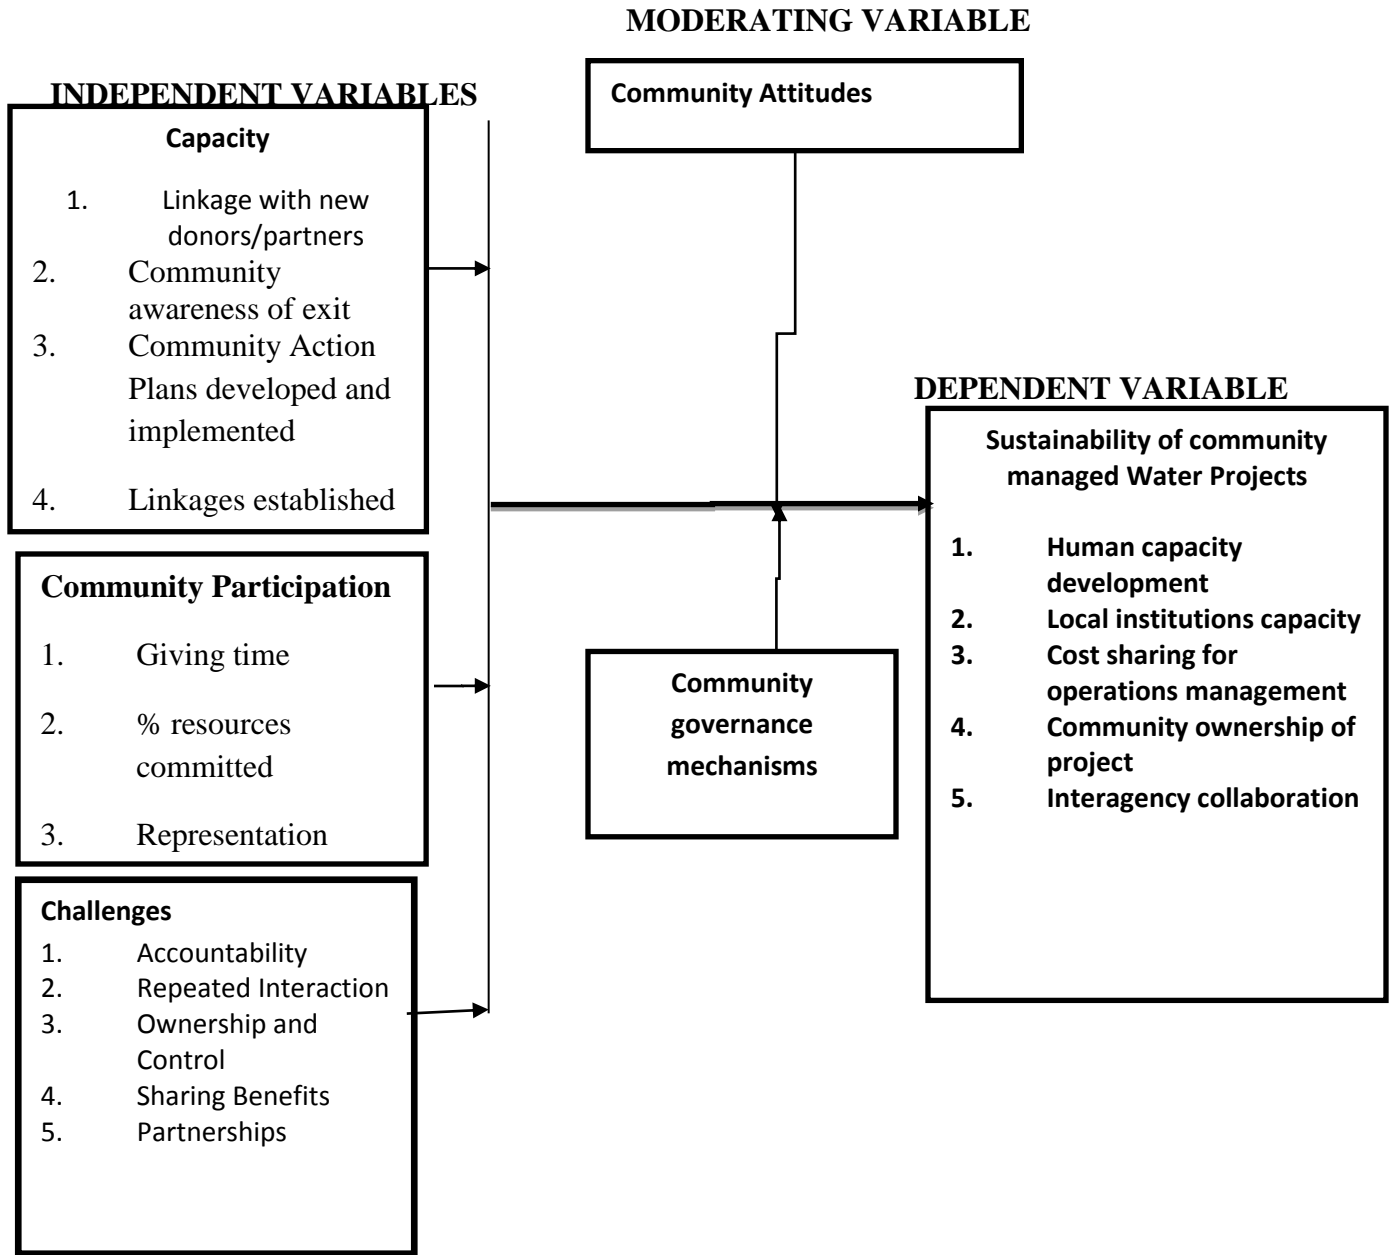 MODERATING VARIABLE
Community Attitudes
INDEPENDENT VARIABLES
Capacity
1. Linkage with new
donors/partners
2. Community
awareness of exit
3. Community Action
Plans developed and
implemented
4. Linkages established
Community Participation
1. Giving time
2. % resources
committed
3. Representation
Challenges
1. Accountability
2. Repeated Interaction
3. Ownership and
Control
4. Sharing Benefits
5. Partnerships
Community
governance
mechanisms
DEPENDENT VARIABLE
Sustainability of community
managed Water Projects
1. Human capacity
development
2. Local institutions capacity
3. Cost sharing for
operations management
4. Community ownership of
project
5. Interagency collaboration